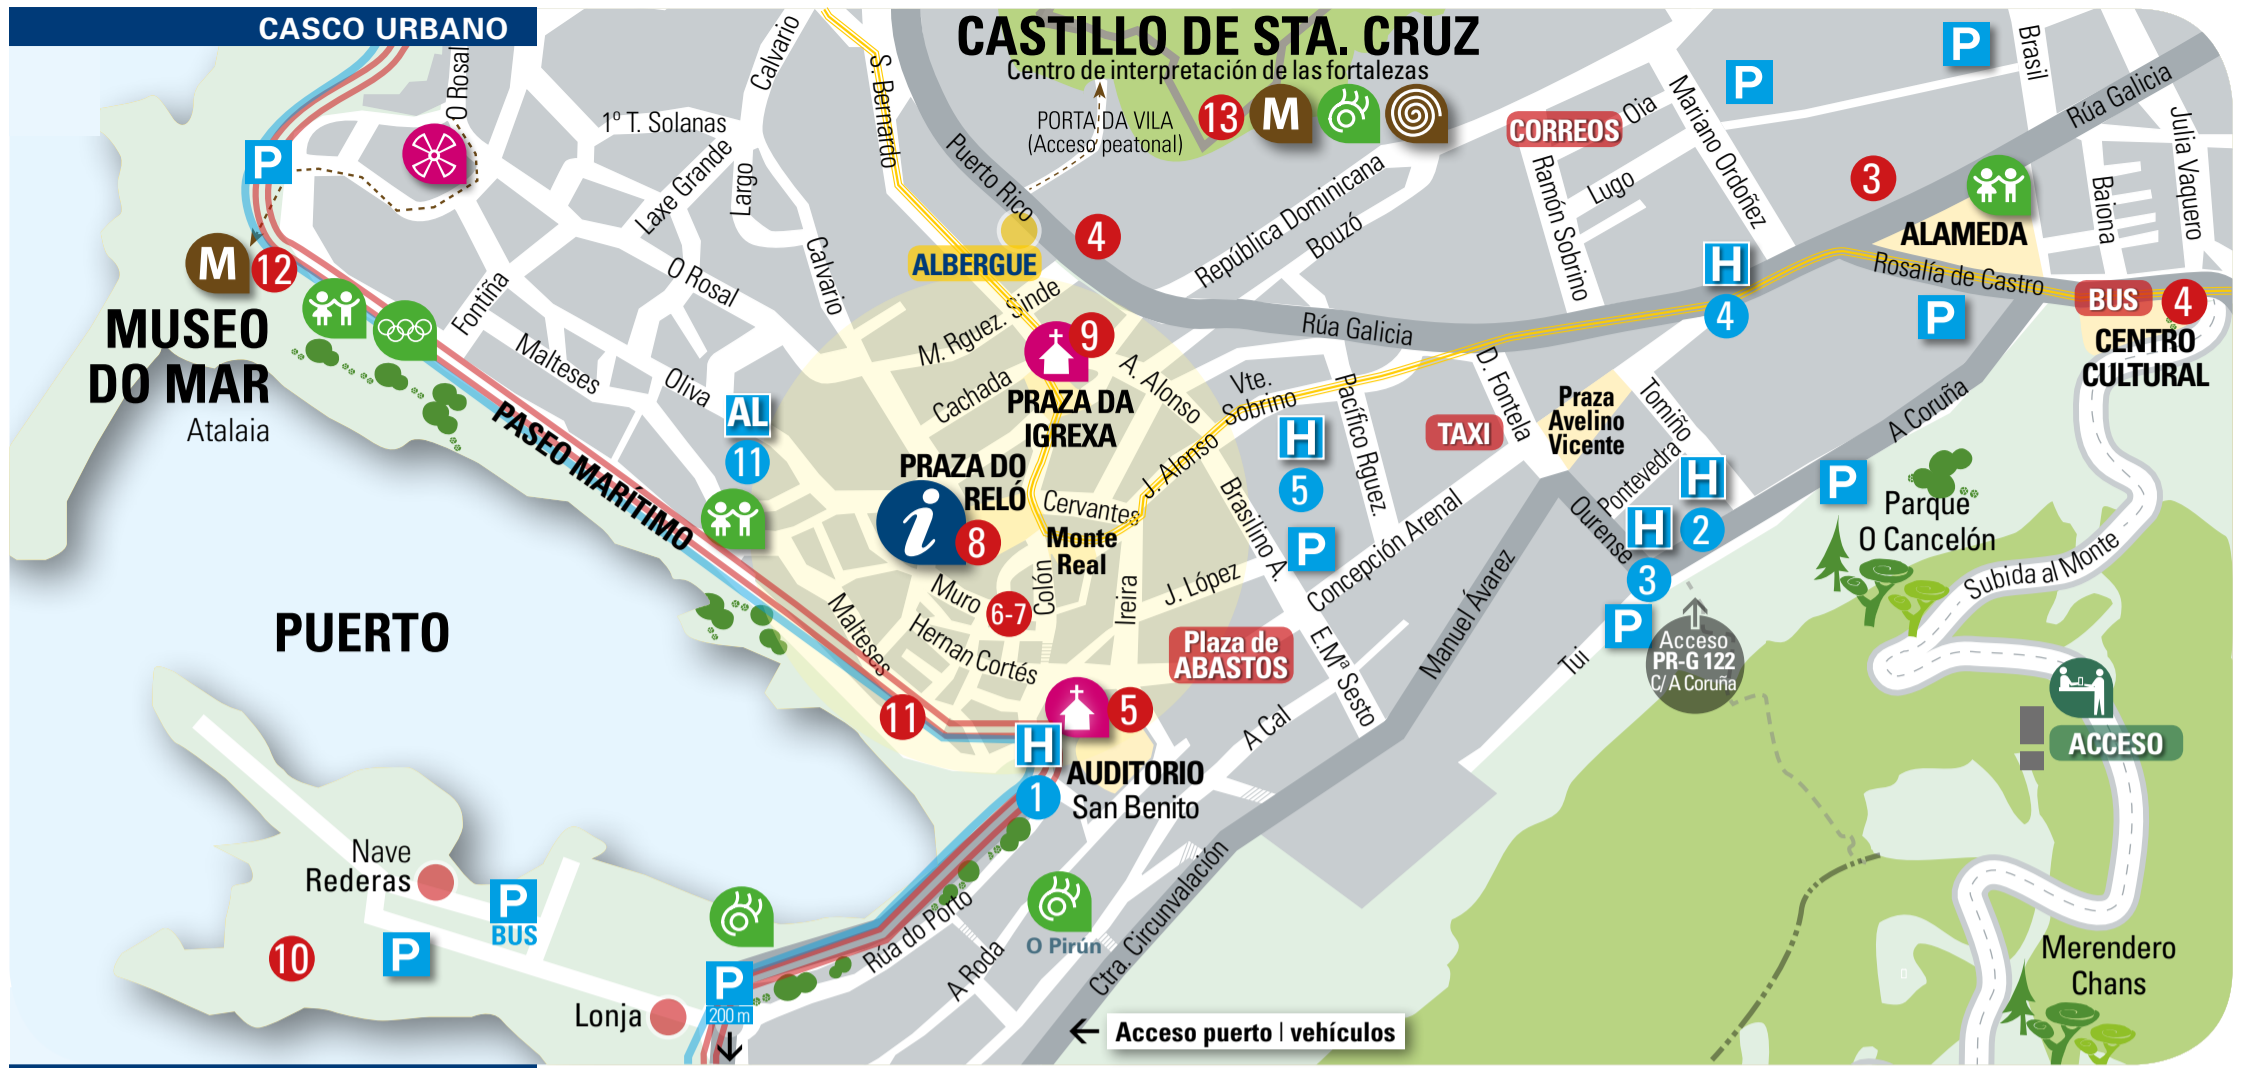 CASCO URBANO
CASTILLO DE STA. CRUZ
Centro de interpretación de las fortalezas
PORTA DA VILA
(Acceso peatonal)
13
M
P
P
P
O Rosal
Calvario
S. Bernardo
1º T. Solanas
Laxe Grande
Largo
Puerto Rico
CORREOS
Oia
Mariano Ordoñez
Brasil
Rúa Galicia
Julia Vaquero
República Dominicana
Bouzó
Ramón Sobrino
Lugo
3
Baiona
ALAMEDA
M
12
MUSEO
DO MAR
Atalaia
Fontiña
O Rosal
Calvario
ALBERGUE
4
M. Rguez. Sinde
Rúa Galicia
H
4
Rosalía de Castro
P
BUS
4
CENTRO
CULTURAL
Malteses
Oliva
AL
11
PASEO MARÍTIMO
9
Cachada
PRAZA DA
IGREXA
A. Alonso
Vte.
Sobrino
J. Alonso
Pacífico Rguez.
D. Fontela
TAXI
Praza
Avelino
Vicente
Tomiño
Pontevedra
A Coruña
H
5
P
PRAZA DO
RELÓ
i
8
Cervantes
Monte
Real
Brasilino A.
Concepción Arenal
Ourense
H
2
H
3
P
P
Parque
O Cancelón
Subida al Monte
PUERTO
Muro
6-7
Colón
Ireira
J. López
Hernan Cortés
Malteses
Plaza de
ABASTOS
E.Mª Sesto
Manuel Ávarez
Tui
Acceso
PR-G 122
C/ A Coruña
ACCESO
11
5
H
1
AUDITORIO
San Benito
A Cal
Nave
Rederas
P
BUS
10
P
Lonja
P
200 m
Rúa do Porto
A Roda
O Pirún
Ctra. Circunvalación
Acceso puerto | vehículos
Merendero
Chans